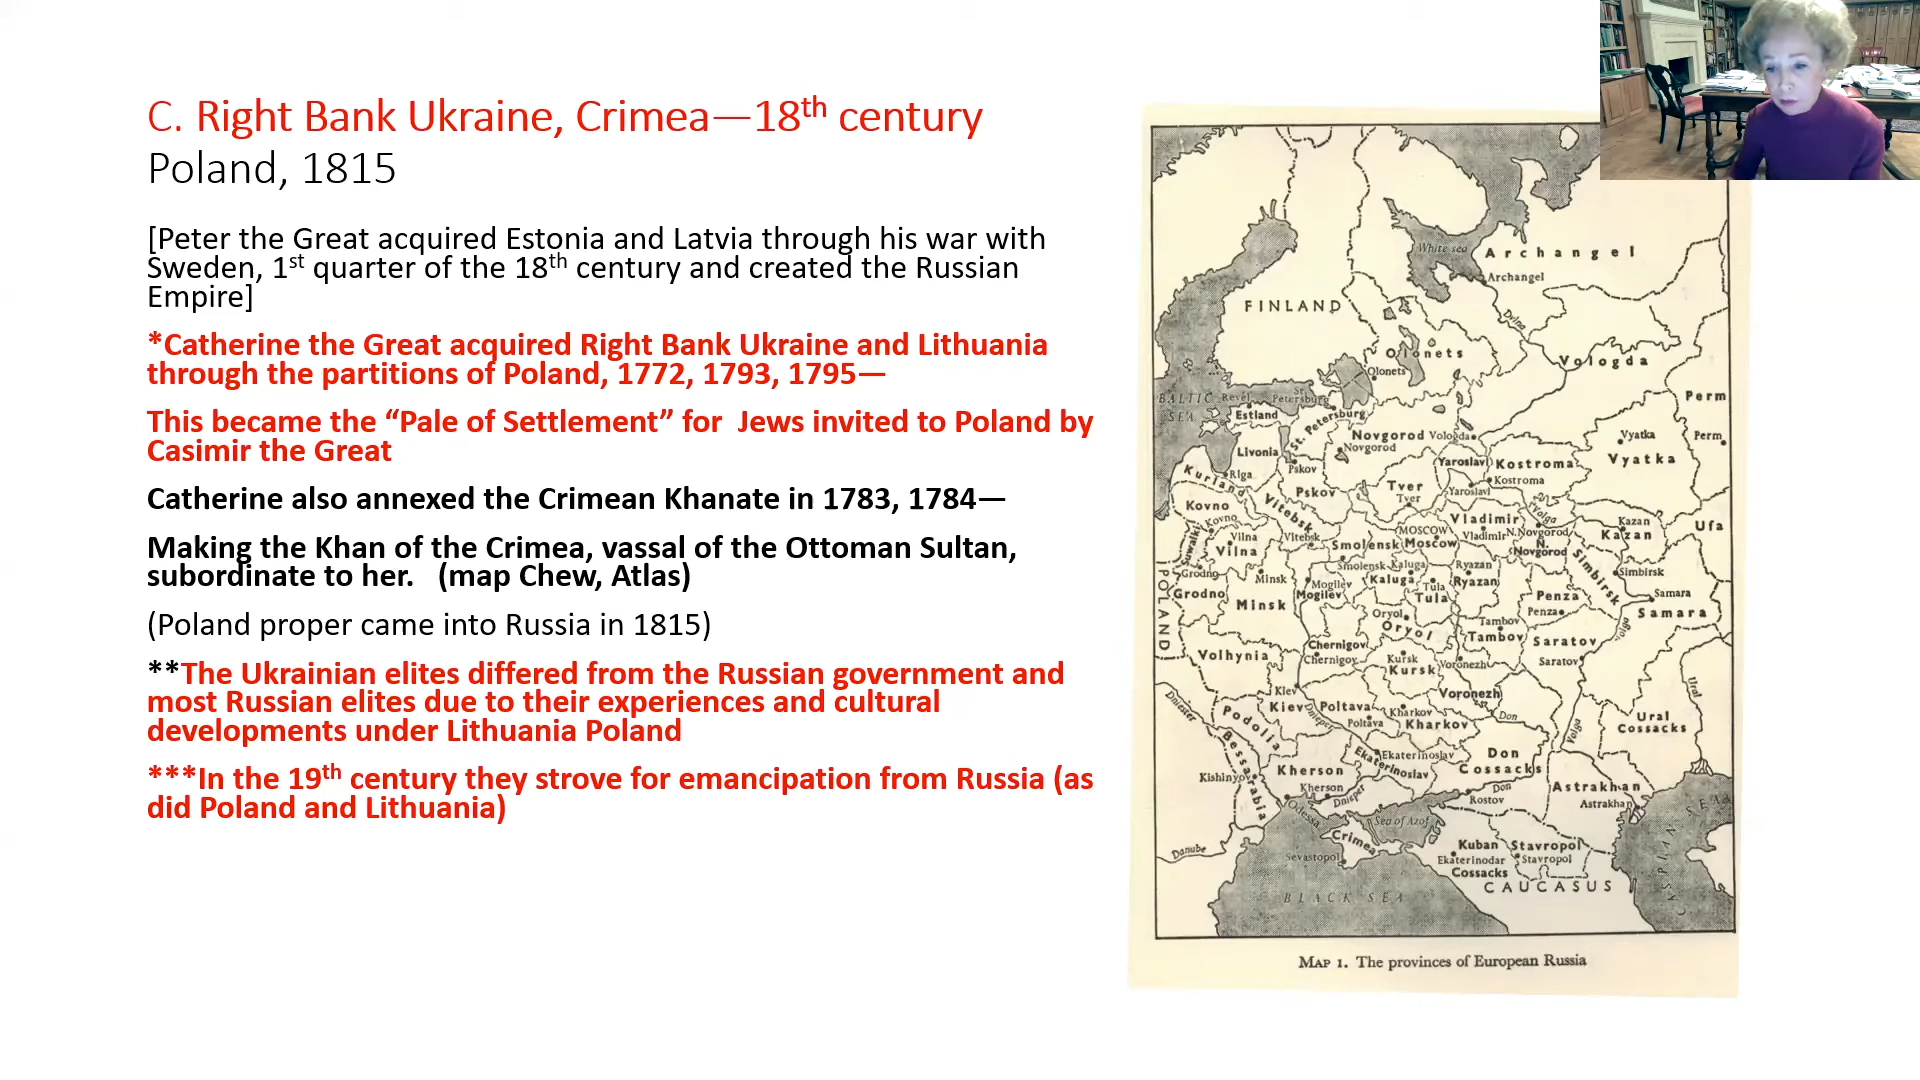 C. Right Bank Ukraine, Crimea—18th century
Poland, 1815
[Peter the Great acquired Estonia and Latvia through his war with
Sweden, 1st quarter of the 18th century and created the Russian
Empire]
*Catherine the Great acquired Right Bank Ukraine and Lithuania
through the partitions of Poland, 1772, 1793, 1795—
This became the “Pale of Settlement” for  Jews invited to Poland by
Casimir the Great
Catherine also annexed the Crimean Khanate in 1783, 1784—
Making the Khan of the Crimea, vassal of the Ottoman Sultan,
subordinate to her.   (map Chew, Atlas)
(Poland proper came into Russia in 1815)
**The Ukrainian elites differed from the Russian government and
most Russian elites due to their experiences and cultural
developments under Lithuania Poland
***In the 19th century they strove for emancipation from Russia (as
did Poland and Lithuania)
White sea
Archangel
Archangel
FINLAND
Dvina
Olonets
Olonets
Vologda
Perm
BALTIC SEA
Revel
St. Petersburg
Estland
St. Petersburg
Novgorod
Vologda
Novgorod
Vyatka
Perm
Vyatka
Livonia
Pskov
Yaroslavl
Kostroma
Riga
Kurland
Pskov
Tver
Tver
Yaroslavl
Kostroma
Kovno
Kovno
Vitebsk
Vitebsk
Vladimir
Vladimir
Volga
Kazan
Kazan
Ufa
Suwalki
Vilna
Vilna
Smolensk
Smolensk
MOSCOW
Moscow
N.Novgorod
N.
Novgorod
Simbirsk
Simbirsk
Grodno
Grodno
Minsk
Minsk
Mogilev
Mogilev
Kaluga
Kaluga
Tula
Tula
Ryazan
Ryazan
Penza
Penza
Samara
Samara
POLAND
Oryol
Oryol
Tambov
Tambov
Saratov
Saratov
Volga
Volhynia
Chernigov
Chernigov
Kursk
Kursk
Voronezh
Voronezh
Ural
Dniester
Kiev
Kiev
Dnieper
Poltava
Poltava
Kharkov
Kharkov
Don
Volga
Ural
Cossacks
Podolia
Bessarabia
Kishinyov
Kherson
Kherson
Ekaterinoslav
Ekaterinoslav
Don
Cossacks
Don
Rostov
Astrakhan
Astrakhan
Odessa
Dnieper
Sea of Azof
Crimea
Sevastopol
Danube
Kuban
Ekaterinodar
Cossacks
Stavropol
Stavropol
CAUCASUS
BLACK SEA
CASPIAN SEA
MAP 1. The provinces of European Russia